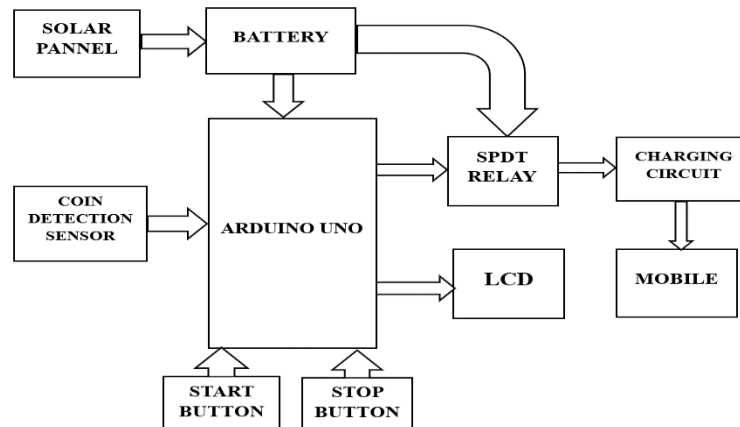 SOLAR
PANNEL
BATTERY
SPDT
RELAY
CHARGING
CIRCUIT
COIN
DETECTION
SENSOR
ARDUINO UNO
LCD
MOBILE
START
BUTTON
STOP
BUTTON